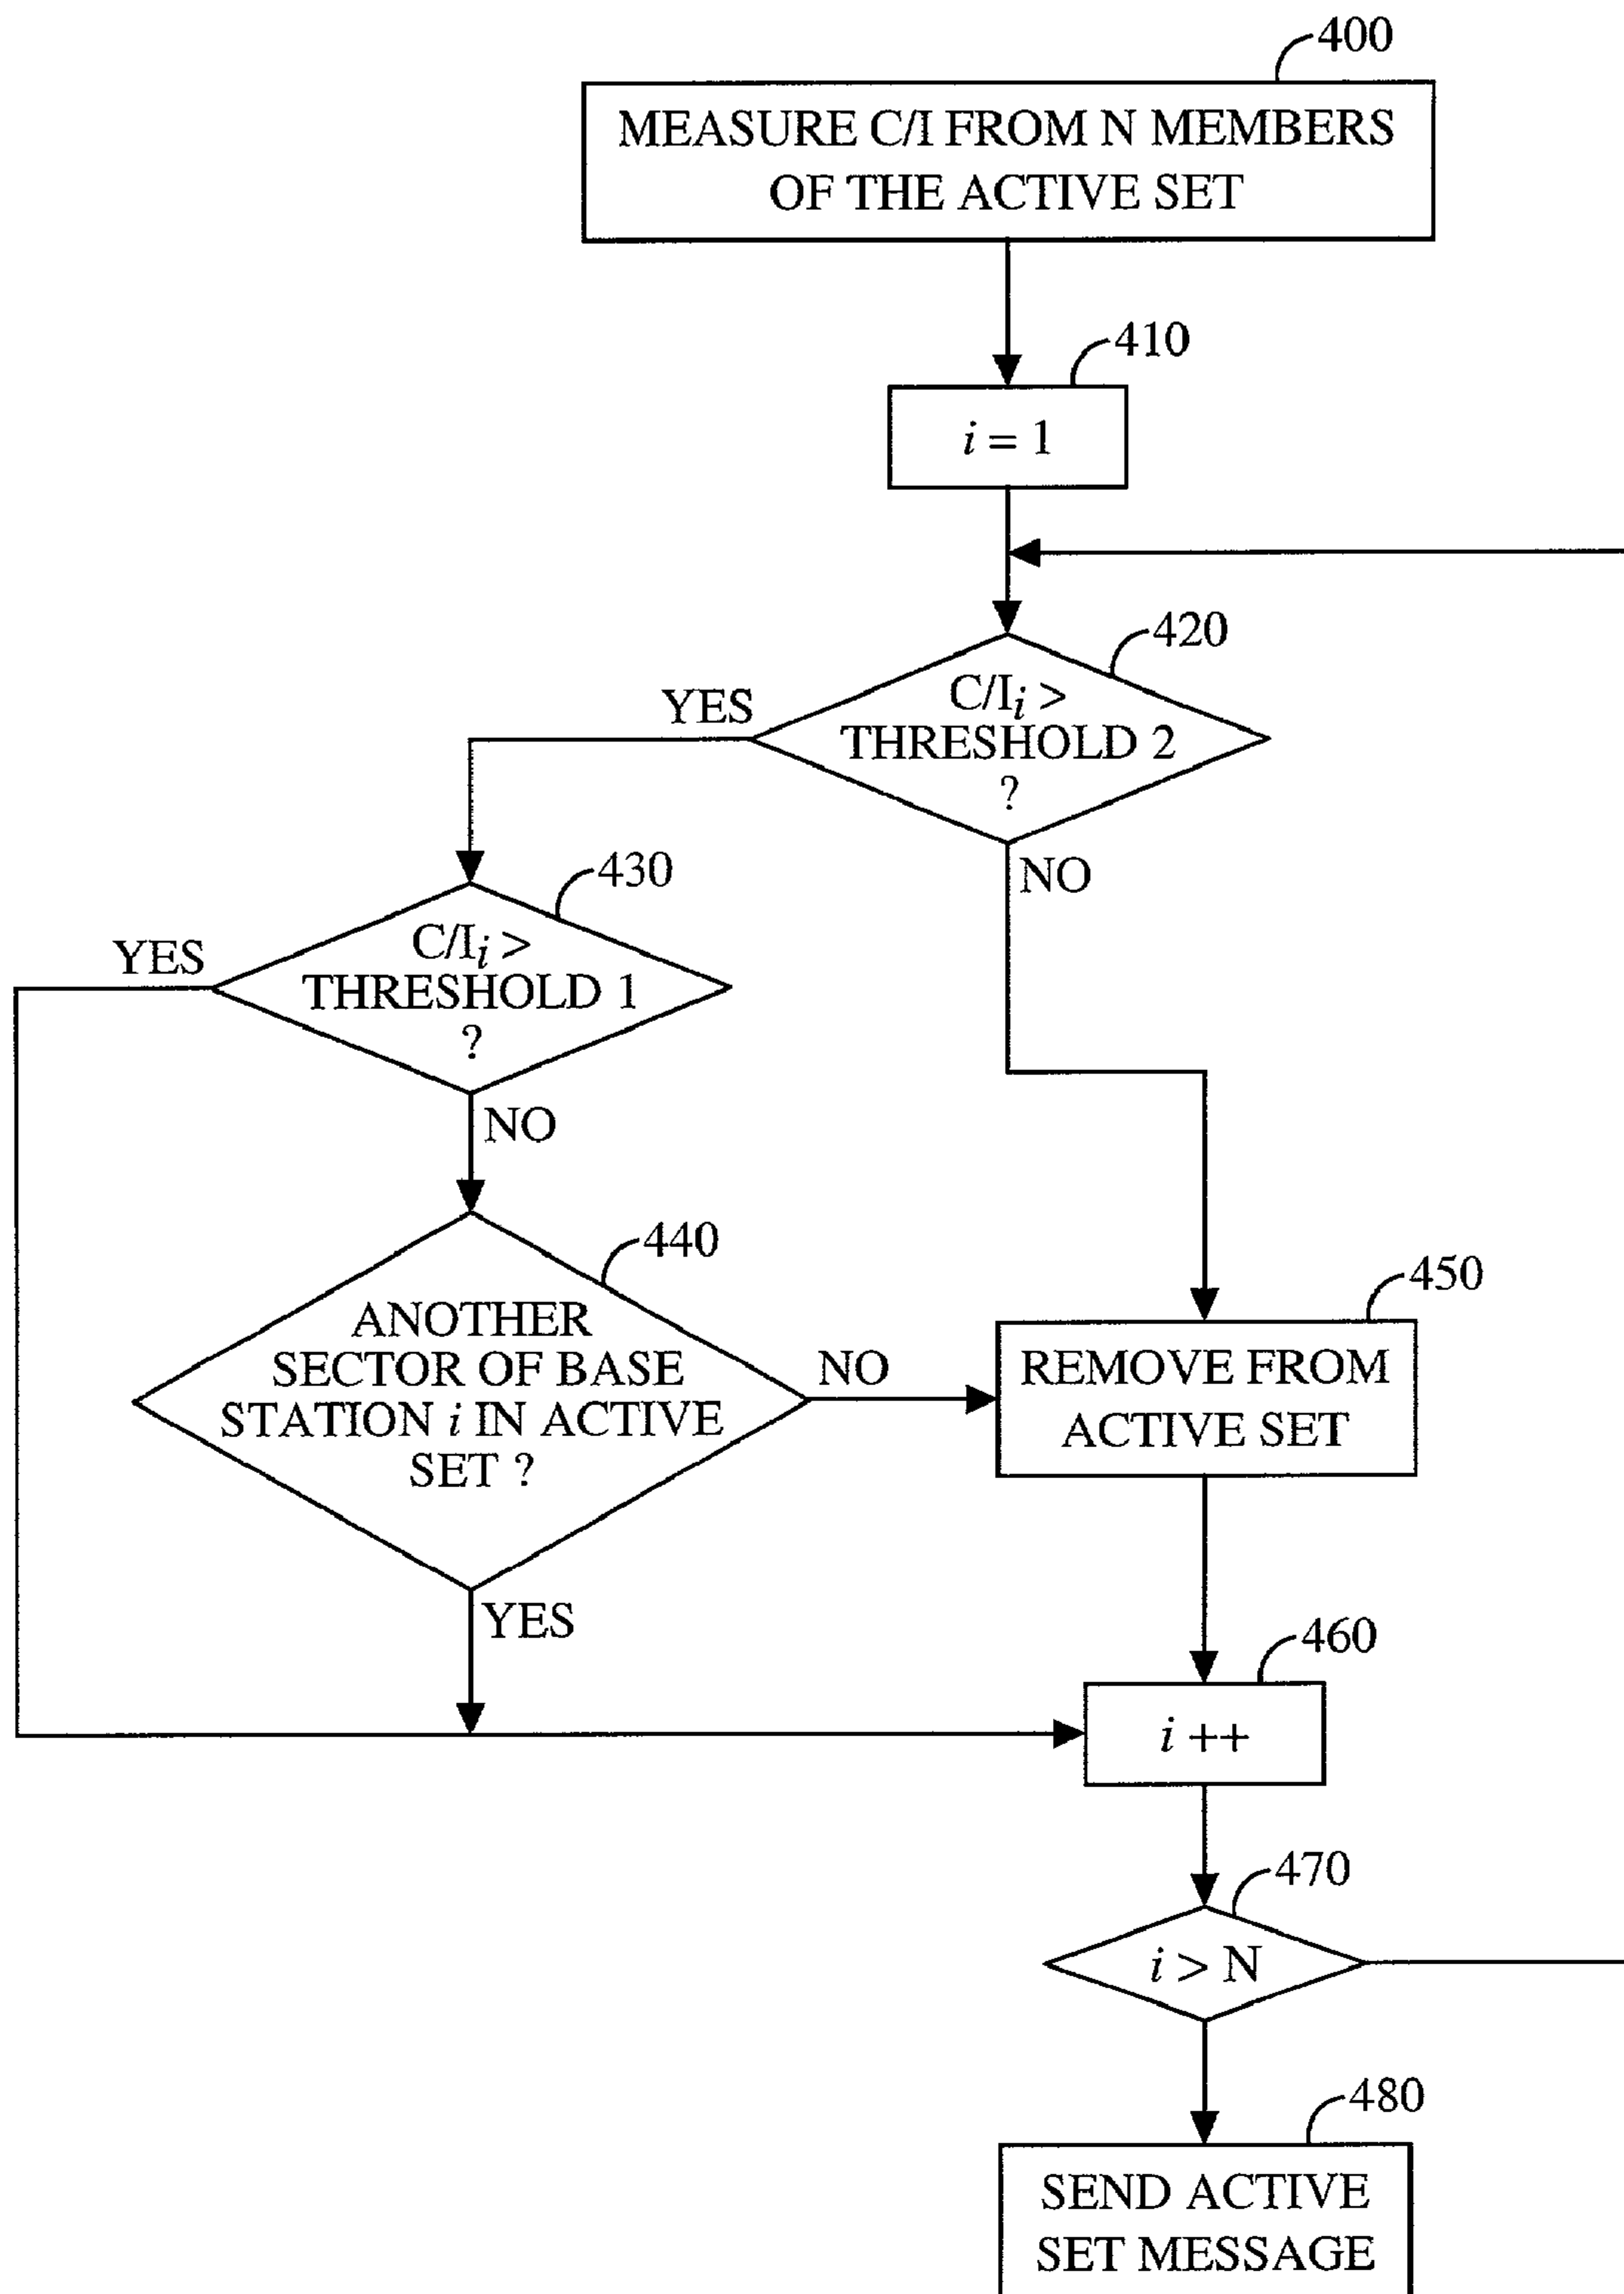 400
MEASURE C/I FROM N MEMBERS
OF THE ACTIVE SET
410
i = 1
420
C/Ii >
THRESHOLD 2
?
YES
NO
430
C/Ii >
THRESHOLD 1
?
YES
NO
440
ANOTHER
SECTOR OF BASE
STATION i IN ACTIVE
SET ?
NO
YES
450
REMOVE FROM
ACTIVE SET
460
i ++
470
i > N
480
SEND ACTIVE
SET MESSAGE